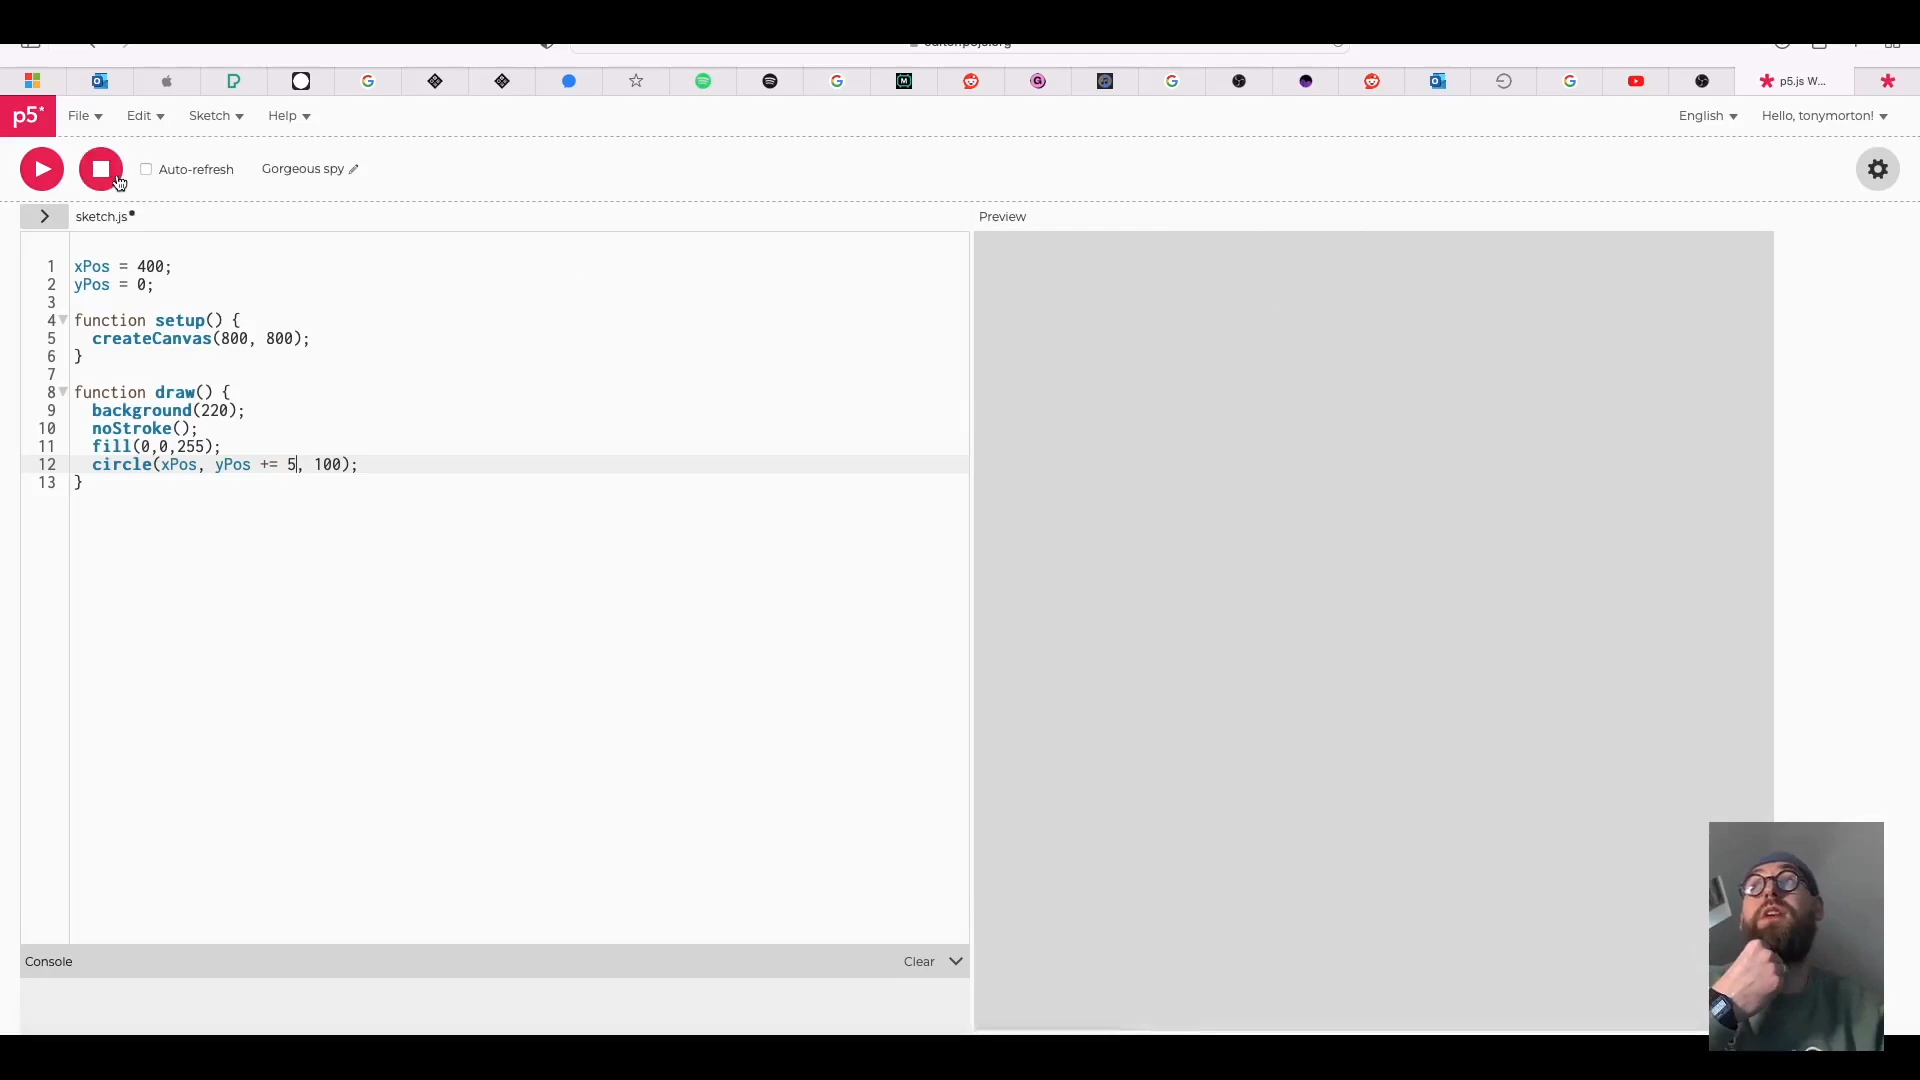 p5.js W...
p5* File Edit Sketch Help English Hello, tonymorton!
Auto-refresh Gorgeous spy
sketch.js Preview
1 xPos = 400;
2 yPos = 0;
3
4 function setup() {
5 createCanvas(800, 800);
6 }
7
8 function draw() {
9 background(220);
10 noStroke();
11 fill(0,0,255);
12 circle(xPos, yPos += 5, 100);
13 }
Console Clear